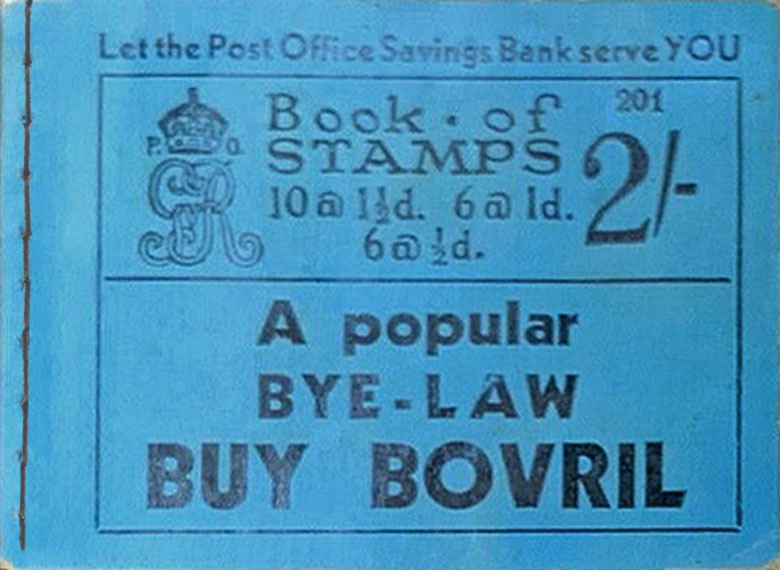 Let the Post Office Savings Bank serve YOU
201
Book · of
STAMPS
2/-
P. O.
GR
10 @ 1½d. 6 @ 1d.
6 @ ½d.
A popular
BYE-LAW
BUY BOVRIL